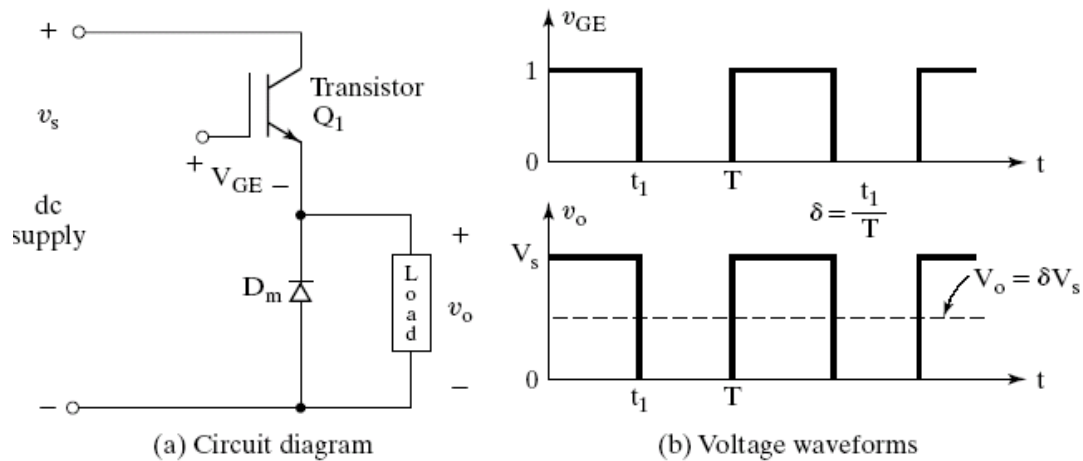 +
v_s
dc
supply
−
Transistor
Q_1
+
V_GE −
D_m
Load
+
v_o
−
(a) Circuit diagram
v_GE
1
0
t_1
T
t
δ = t_1/T
v_o
V_s
V_o = δV_s
0
t_1
T
t
(b) Voltage waveforms